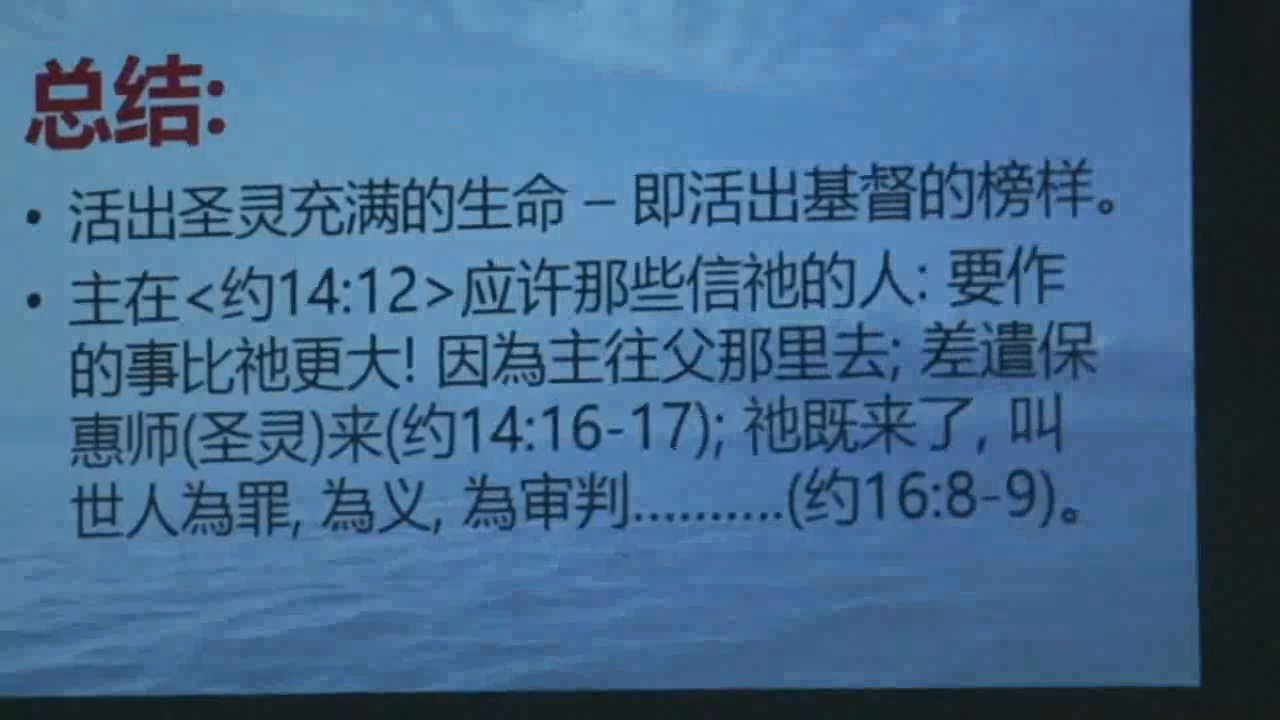 总结:
• 活出圣灵充满的生命 – 即活出基督的榜样。
• 主在<约14:12>应许那些信祂的人: 要作
的事比祂更大! 因為主往父那里去; 差遣保
惠师(圣灵)来(约14:16-17); 祂既来了, 叫
世人為罪, 為义, 為审判..........(约16:8-9)。